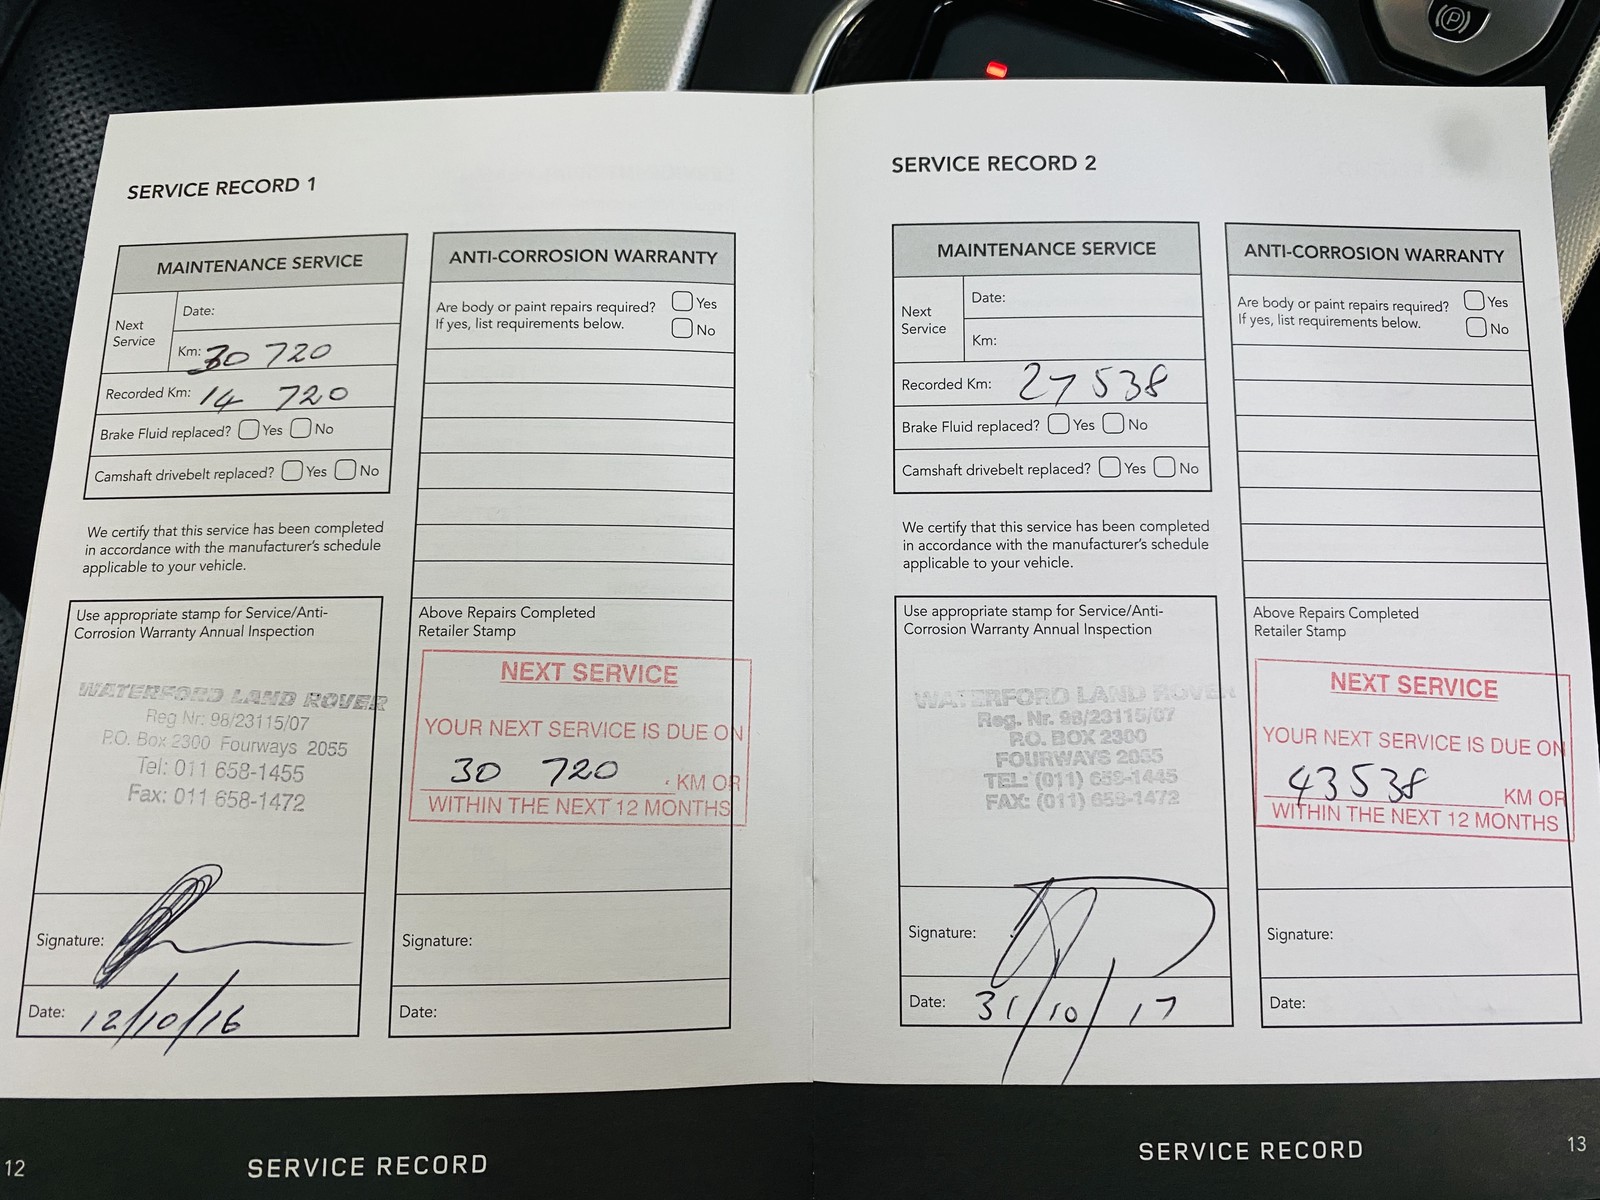 SERVICE RECORD 1
MAINTENANCE SERVICE
Next Service
Date:
Km: 30 720
Recorded Km: 14 720
Brake Fluid replaced? Yes No
Camshaft drivebelt replaced? Yes No
We certify that this service has been completed
in accordance with the manufacturer's schedule
applicable to your vehicle.
Use appropriate stamp for Service/Anti-
Corrosion Warranty Annual Inspection
WATERFORD LAND ROVER
Reg Nr: 98/23115/07
P.O. Box 2300 Fourways 2055
Tel: 011 658-1455
Fax: 011 658-1472
Signature:
Date: 12/10/16
ANTI-CORROSION WARRANTY
Are body or paint repairs required? Yes
If yes, list requirements below. No
Above Repairs Completed
Retailer Stamp
NEXT SERVICE
YOUR NEXT SERVICE IS DUE ON
30 720 KM OR
WITHIN THE NEXT 12 MONTHS
Signature:
Date:
12
SERVICE RECORD
SERVICE RECORD 2
MAINTENANCE SERVICE
Next Service
Date:
Km:
Recorded Km: 27 538
Brake Fluid replaced? Yes No
Camshaft drivebelt replaced? Yes No
We certify that this service has been completed
in accordance with the manufacturer's schedule
applicable to your vehicle.
Use appropriate stamp for Service/Anti-
Corrosion Warranty Annual Inspection
WATERFORD LAND ROVER
Reg. Nr. 98/23115/07
P.O. BOX 2300
FOURWAYS 2055
TEL: (011) 658-1445
FAX: (011) 658-1472
Signature:
Date: 31/10/17
ANTI-CORROSION WARRANTY
Are body or paint repairs required? Yes
If yes, list requirements below. No
Above Repairs Completed
Retailer Stamp
NEXT SERVICE
YOUR NEXT SERVICE IS DUE ON
43538 KM OR
WITHIN THE NEXT 12 MONTHS
Signature:
Date:
SERVICE RECORD
13